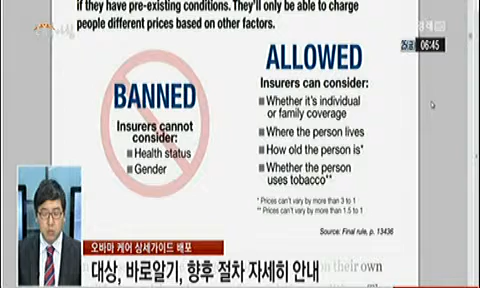 if they have pre-existing conditions. They'll only be able to charge
people different prices based on other factors.
25(금) 06:45
BANNED
Insurers cannot
consider:
■ Health status
■ Gender
ALLOWED
Insurers can consider:
■ Whether it's individual
or family coverage
■ Where the person lives
■ How old the person is*
■ Whether the person
uses tobacco**
* Prices can't vary by more than 3 to 1
** Prices can't vary by more than 1.5 to 1
Source: Final rule, p. 13436
오바마 케어 상세가이드 배포
대상, 바로알기, 향후 절차 자세히 안내
on their own